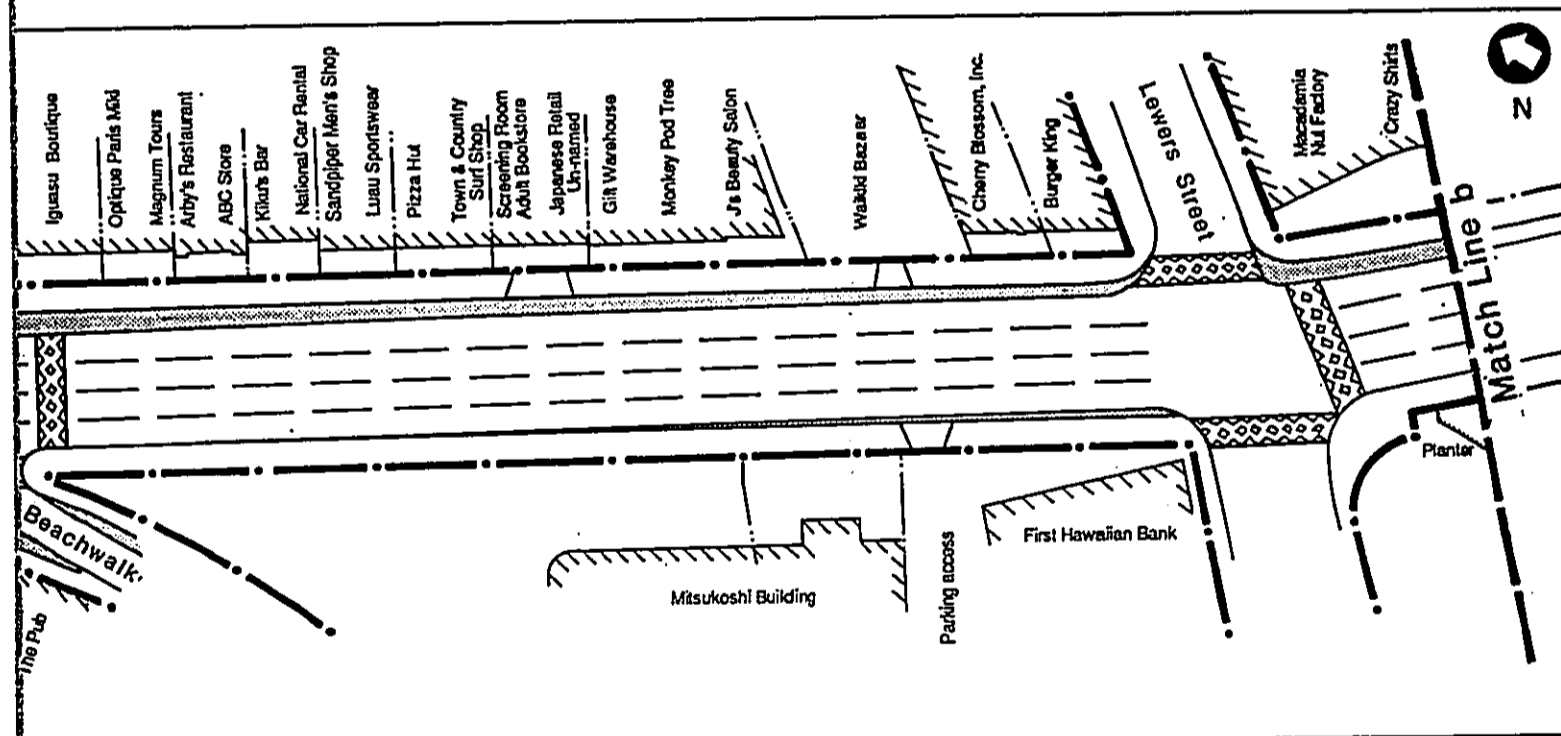 Iguasu Boutique
Optique Paris Miki
Magnum Tours
Arby's Restaurant
ABC Store
Kiku's Bar
National Car Rental
Sandpiper Men's Shop
Luau Sportswear
Pizza Hut
Town & Country
Surf Shop
Screening Room
Adult Bookstore
Japanese Retail
Un-named
Gift Warehouse
Monkey Pod Tree
J's Beauty Salon
Waikiki Bazaar
Cherry Blossom, Inc.
Burger King
Lewers Street
Macadamia
Nut Factory
Crazy Shirts
N
Match Line b
Planter
First Hawaiian Bank
Parking access
Mitsukoshi Building
Beachwalk
The Pub